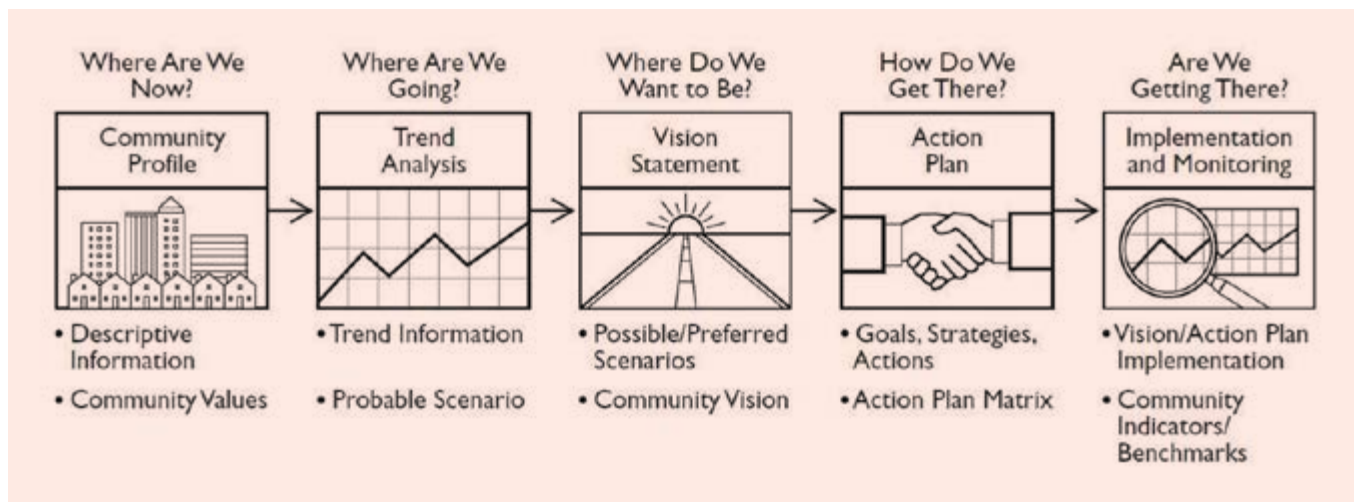 Where Are We
Now?
Community
Profile
• Descriptive
Information
• Community Values
Where Are We
Going?
Trend
Analysis
• Trend Information
• Probable Scenario
Where Do We
Want to Be?
Vision
Statement
• Possible/Preferred
Scenarios
• Community Vision
How Do We
Get There?
Action
Plan
• Goals, Strategies,
Actions
• Action Plan Matrix
Are We
Getting There?
Implementation
and Monitoring
• Vision/Action Plan
Implementation
• Community
Indicators/
Benchmarks